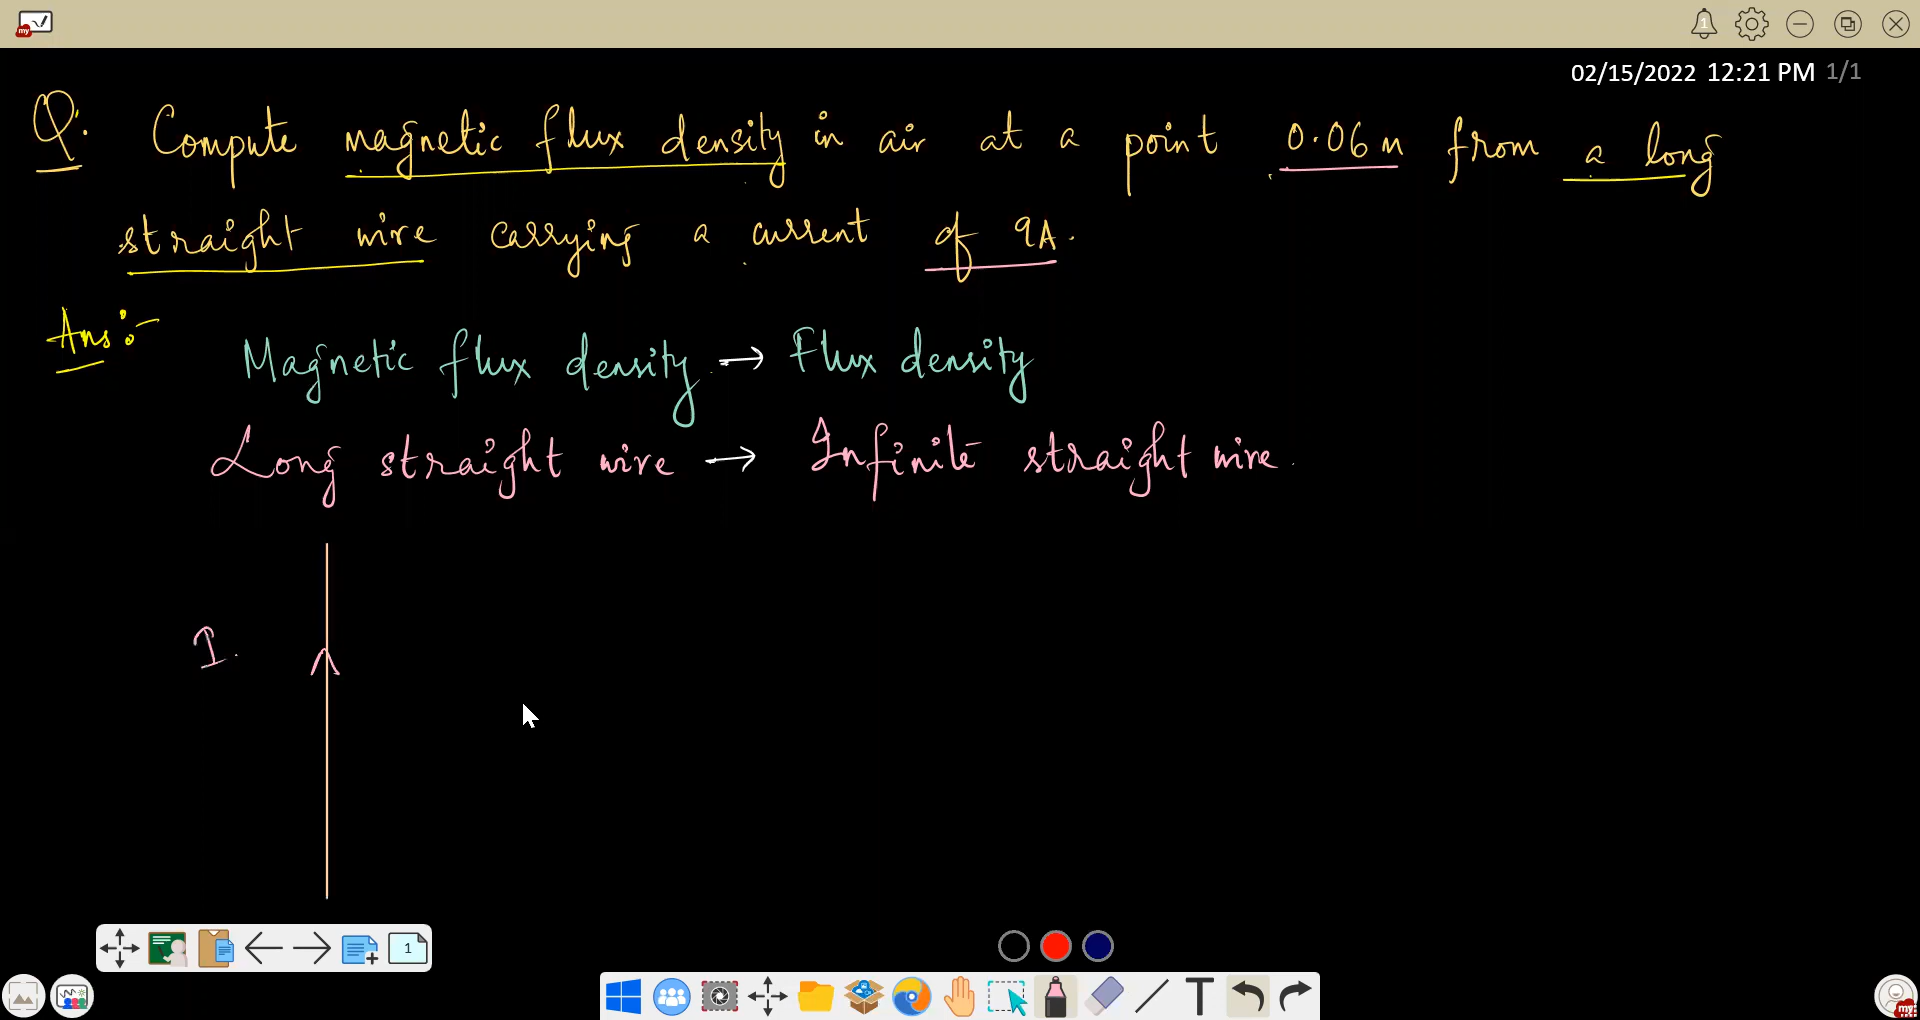 02/15/2022 12:21 PM 1/1
Q. Compute magnetic flux density in air at a point 0.06 m from a long
straight wire carrying a current of 9A.
Ans:-
Magnetic flux density → Flux density
Long straight wire → Infinite straight wire.
I.
1